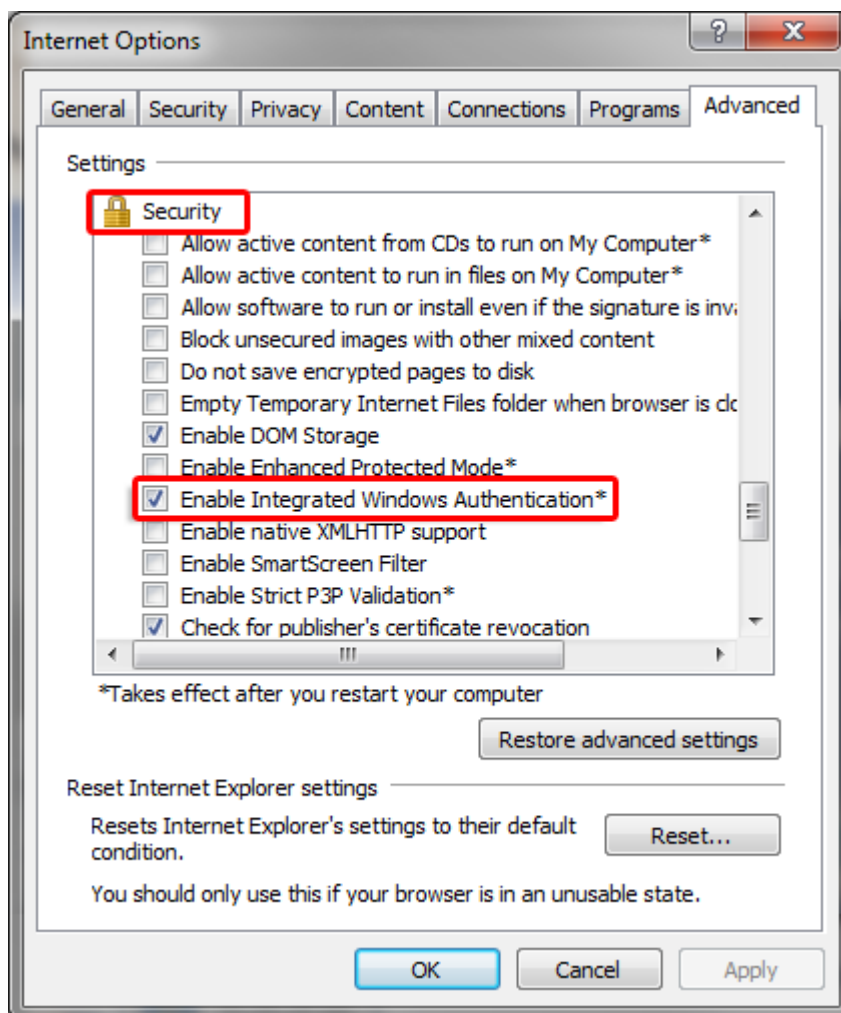 Internet Options
General Security Privacy Content Connections Programs Advanced
Settings
Security
Allow active content from CDs to run on My Computer*
Allow active content to run in files on My Computer*
Allow software to run or install even if the signature is
Block unsecured images with other mixed content
Do not save encrypted pages to disk
Empty Temporary Internet Files folder when browser is
Enable DOM Storage
Enable Enhanced Protected Mode*
Enable Integrated Windows Authentication*
Enable native XMLHTTP support
Enable SmartScreen Filter
Enable Strict P3P Validation*
Check for publisher's certificate revocation
*Takes effect after you restart your computer
Restore advanced settings
Reset Internet Explorer settings
Resets Internet Explorer's settings to their default
condition.
Reset...
You should only use this if your browser is in an unusable state.
OK Cancel Apply